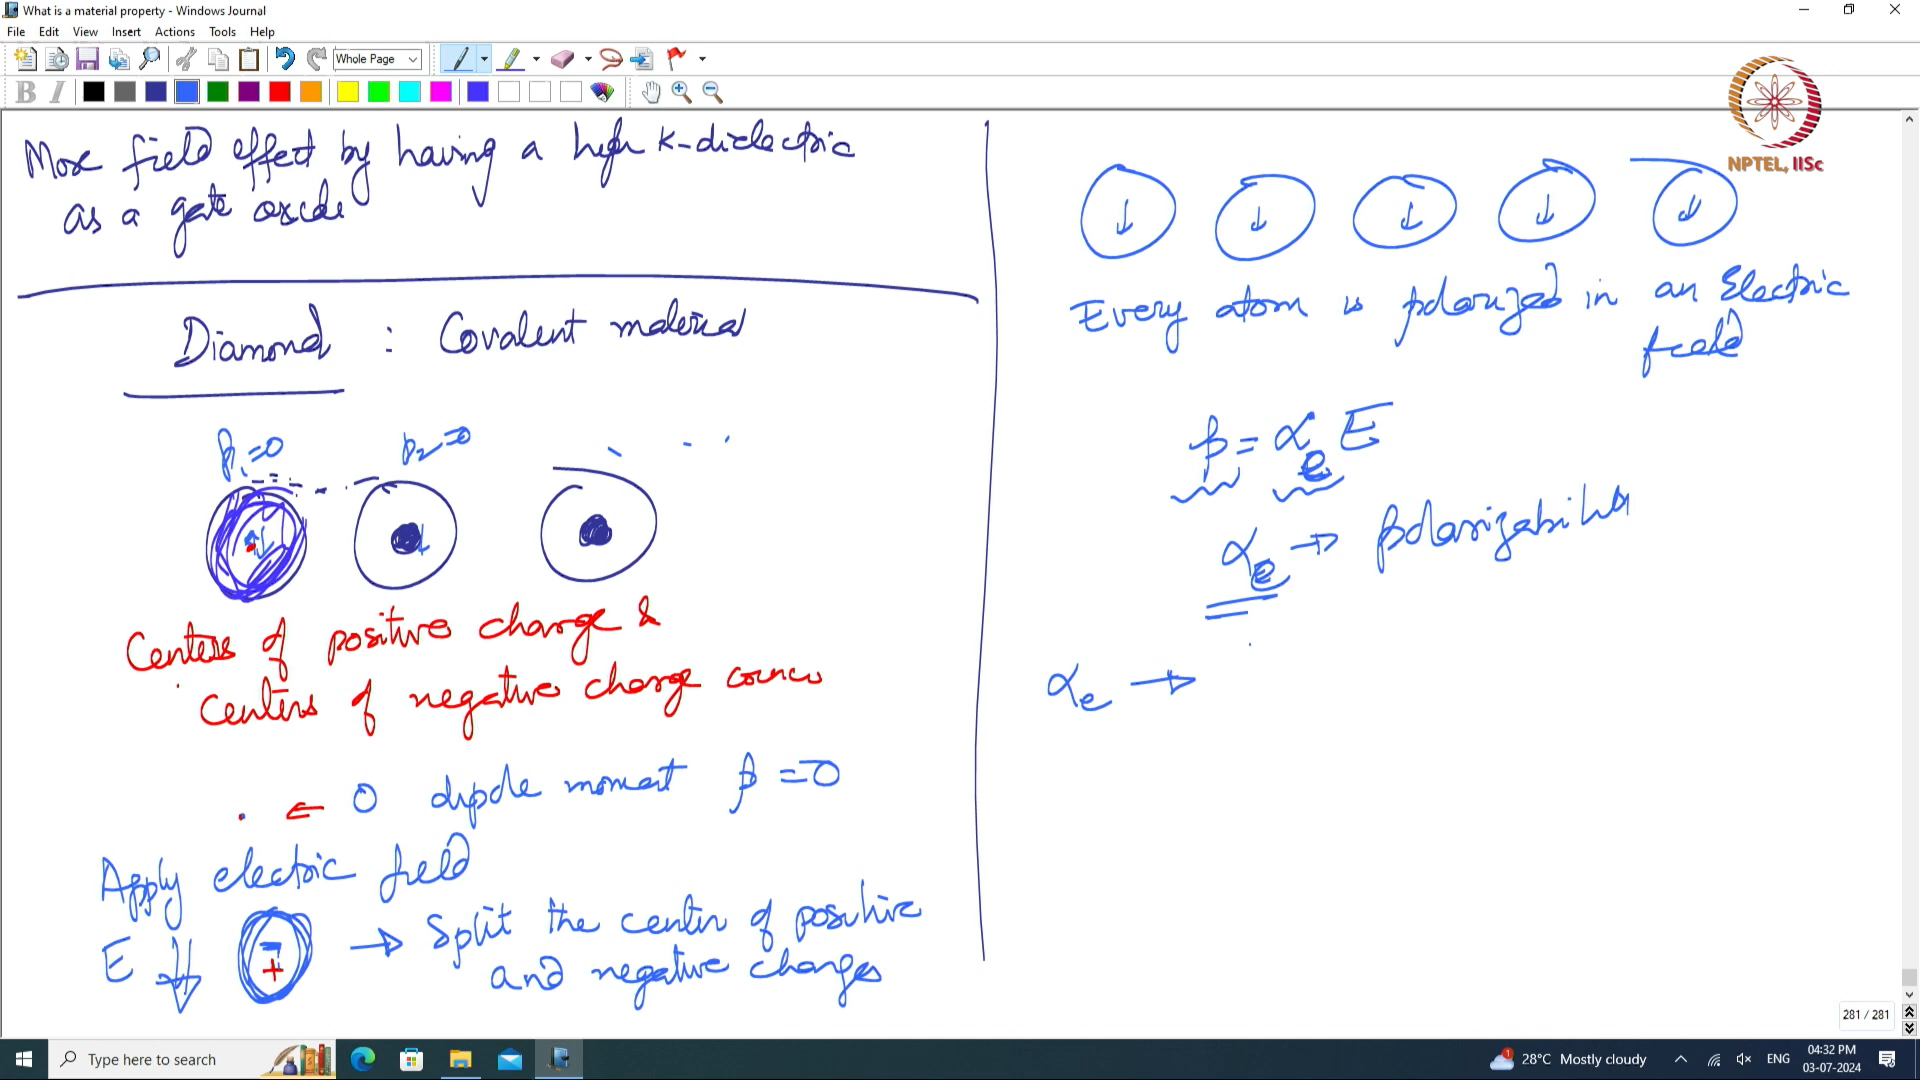 What is a material property - Windows Journal
File Edit View Insert Actions Tools Help
Whole Page
B I
NPTEL, IISc
More field effect by having a high K-dielectric
as a gate oxide
Diamond : Covalent material
p₁=0 p₂=0
Centers of positive charge &
Centers of negative charge
0 dipole moment p = 0
Apply electric field
E + → Split the center of positive
and negative charges
Every atom is polarized in an Electric
field
p = αe E
αe → polarizability
αe →
281 / 281
Type here to search
1
28°C Mostly cloudy
ENG
04:32 PM
03-07-2024